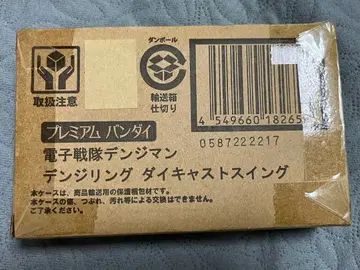 取扱注意
ダンボール
輸送箱
仕切り
4 549660 18265
0587222217
プレミアム バンダイ
電子戦隊デンジマン
デンジリング ダイキャストスイング
本ケースは、商品輸送用の保護梱包材です。
本ケースの傷、つぶれ、汚れ等による交換はできません。
ご了承ください。